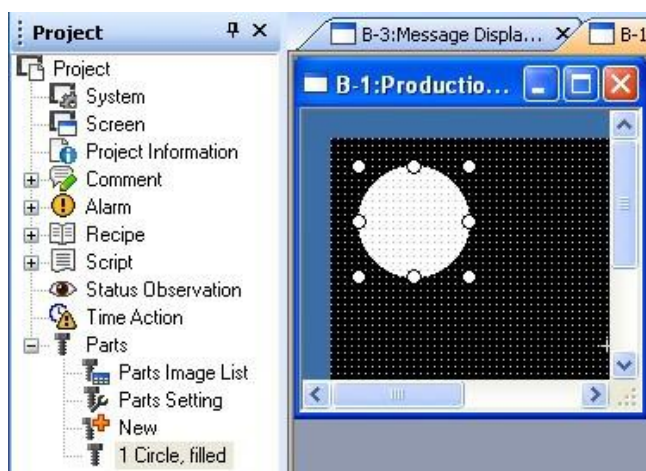 Project
Project
System
Screen
Project Information
Comment
Alarm
Recipe
Script
Status Observation
Time Action
Parts
Parts Image List
Parts Setting
New
1 Circle, filled
B-3:Message Displa...
B-1
B-1:Productio...